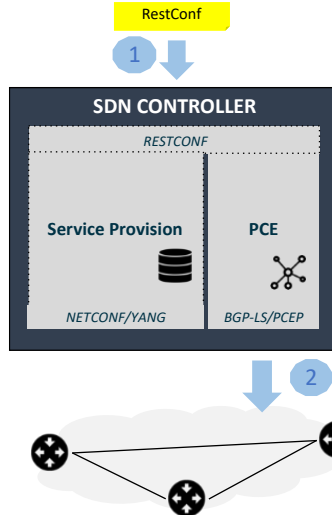 RestConf
1
SDN CONTROLLER
RESTCONF
Service Provision
PCE
NETCONF/YANG
BGP-LS/PCEP
2